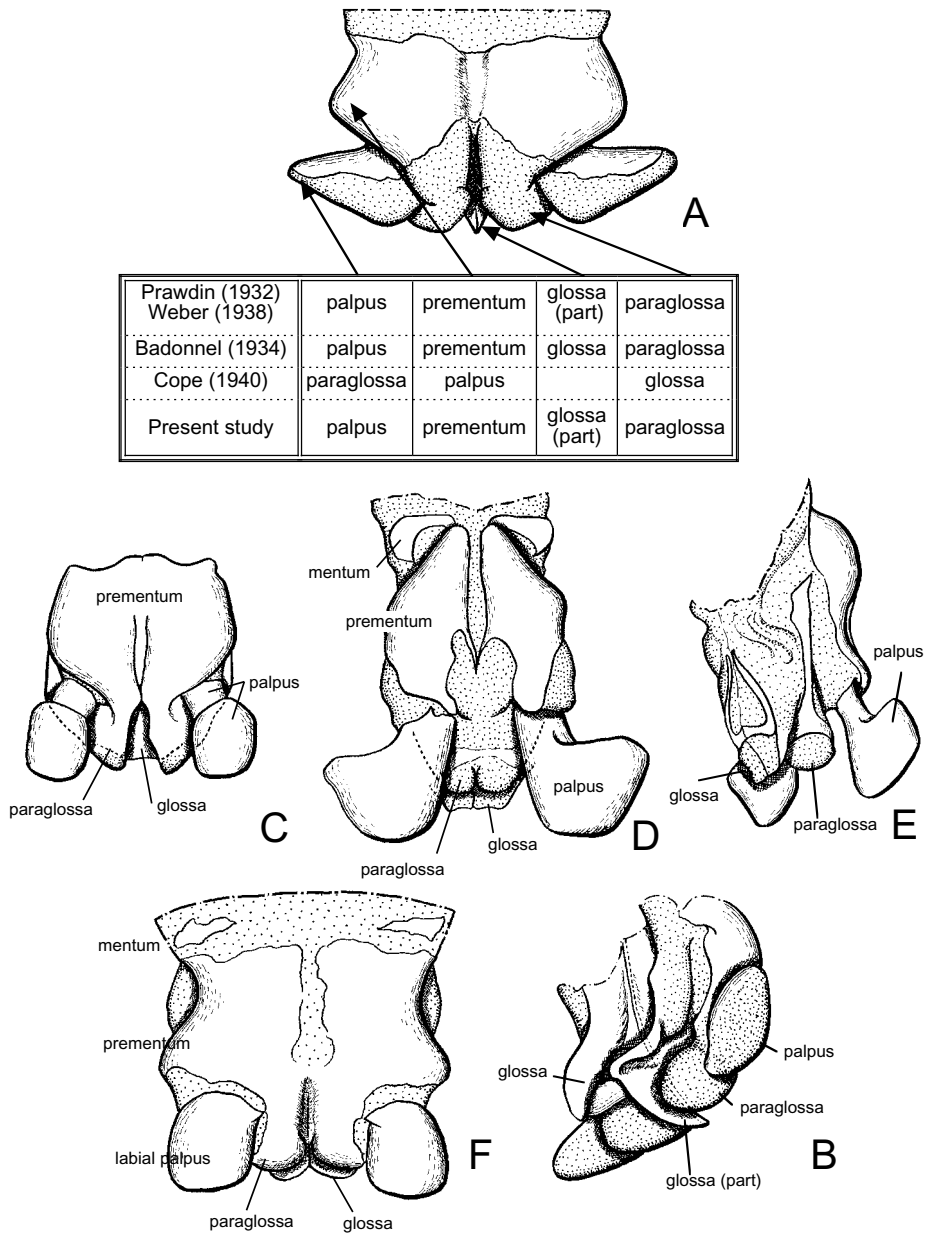 A
Prawdin (1932)
Weber (1938)
palpus
prementum
glossa
(part)
paraglossa
Badonnel (1934)
palpus
prementum
glossa
paraglossa
Cope (1940)
paraglossa
palpus
glossa
Present study
palpus
prementum
glossa
(part)
paraglossa
prementum
palpus
paraglossa
glossa
C
mentum
prementum
palpus
glossa
paraglossa
D
palpus
glossa
paraglossa
E
mentum
prementum
labial palpus
paraglossa
glossa
F
glossa
palpus
paraglossa
glossa (part)
B